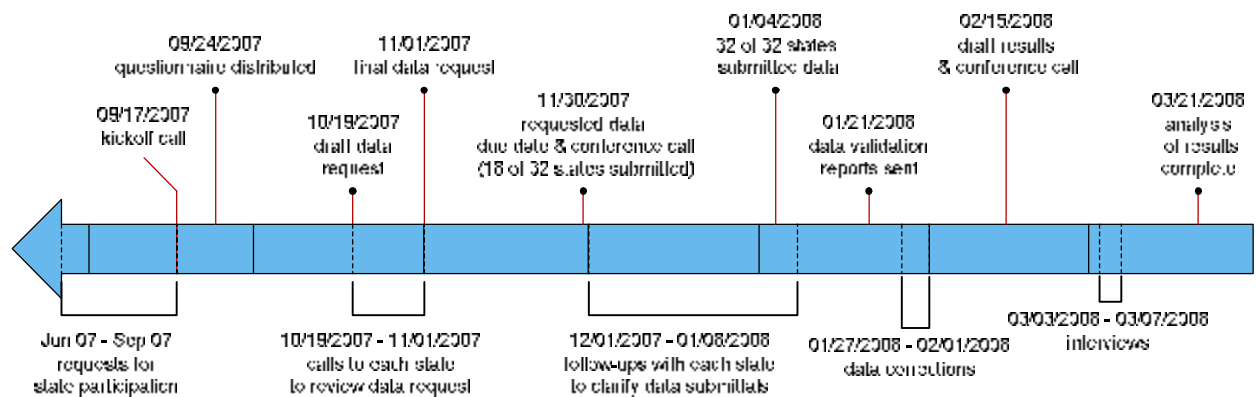 09/17/2007
kickoff call
09/24/2007
questionnaire distributed
10/19/2007
draft data
request
11/01/2007
final data request
11/30/2007
requested data
due date & conference call
(18 of 32 states submitted)
01/04/2008
32 of 32 states
submitted data
01/21/2008
data validation
reports sent
02/15/2008
draft results
& conference call
03/21/2008
analysis
of results
complete
Jun 07 - Sep 07
requests for
state participation
10/19/2007 - 11/01/2007
calls to each state
to review data request
12/01/2007 - 01/08/2008
follow-ups with each state
to clarify data submittals
01/27/2008 - 02/01/2008
data corrections
03/03/2008 - 03/07/2008
interviews